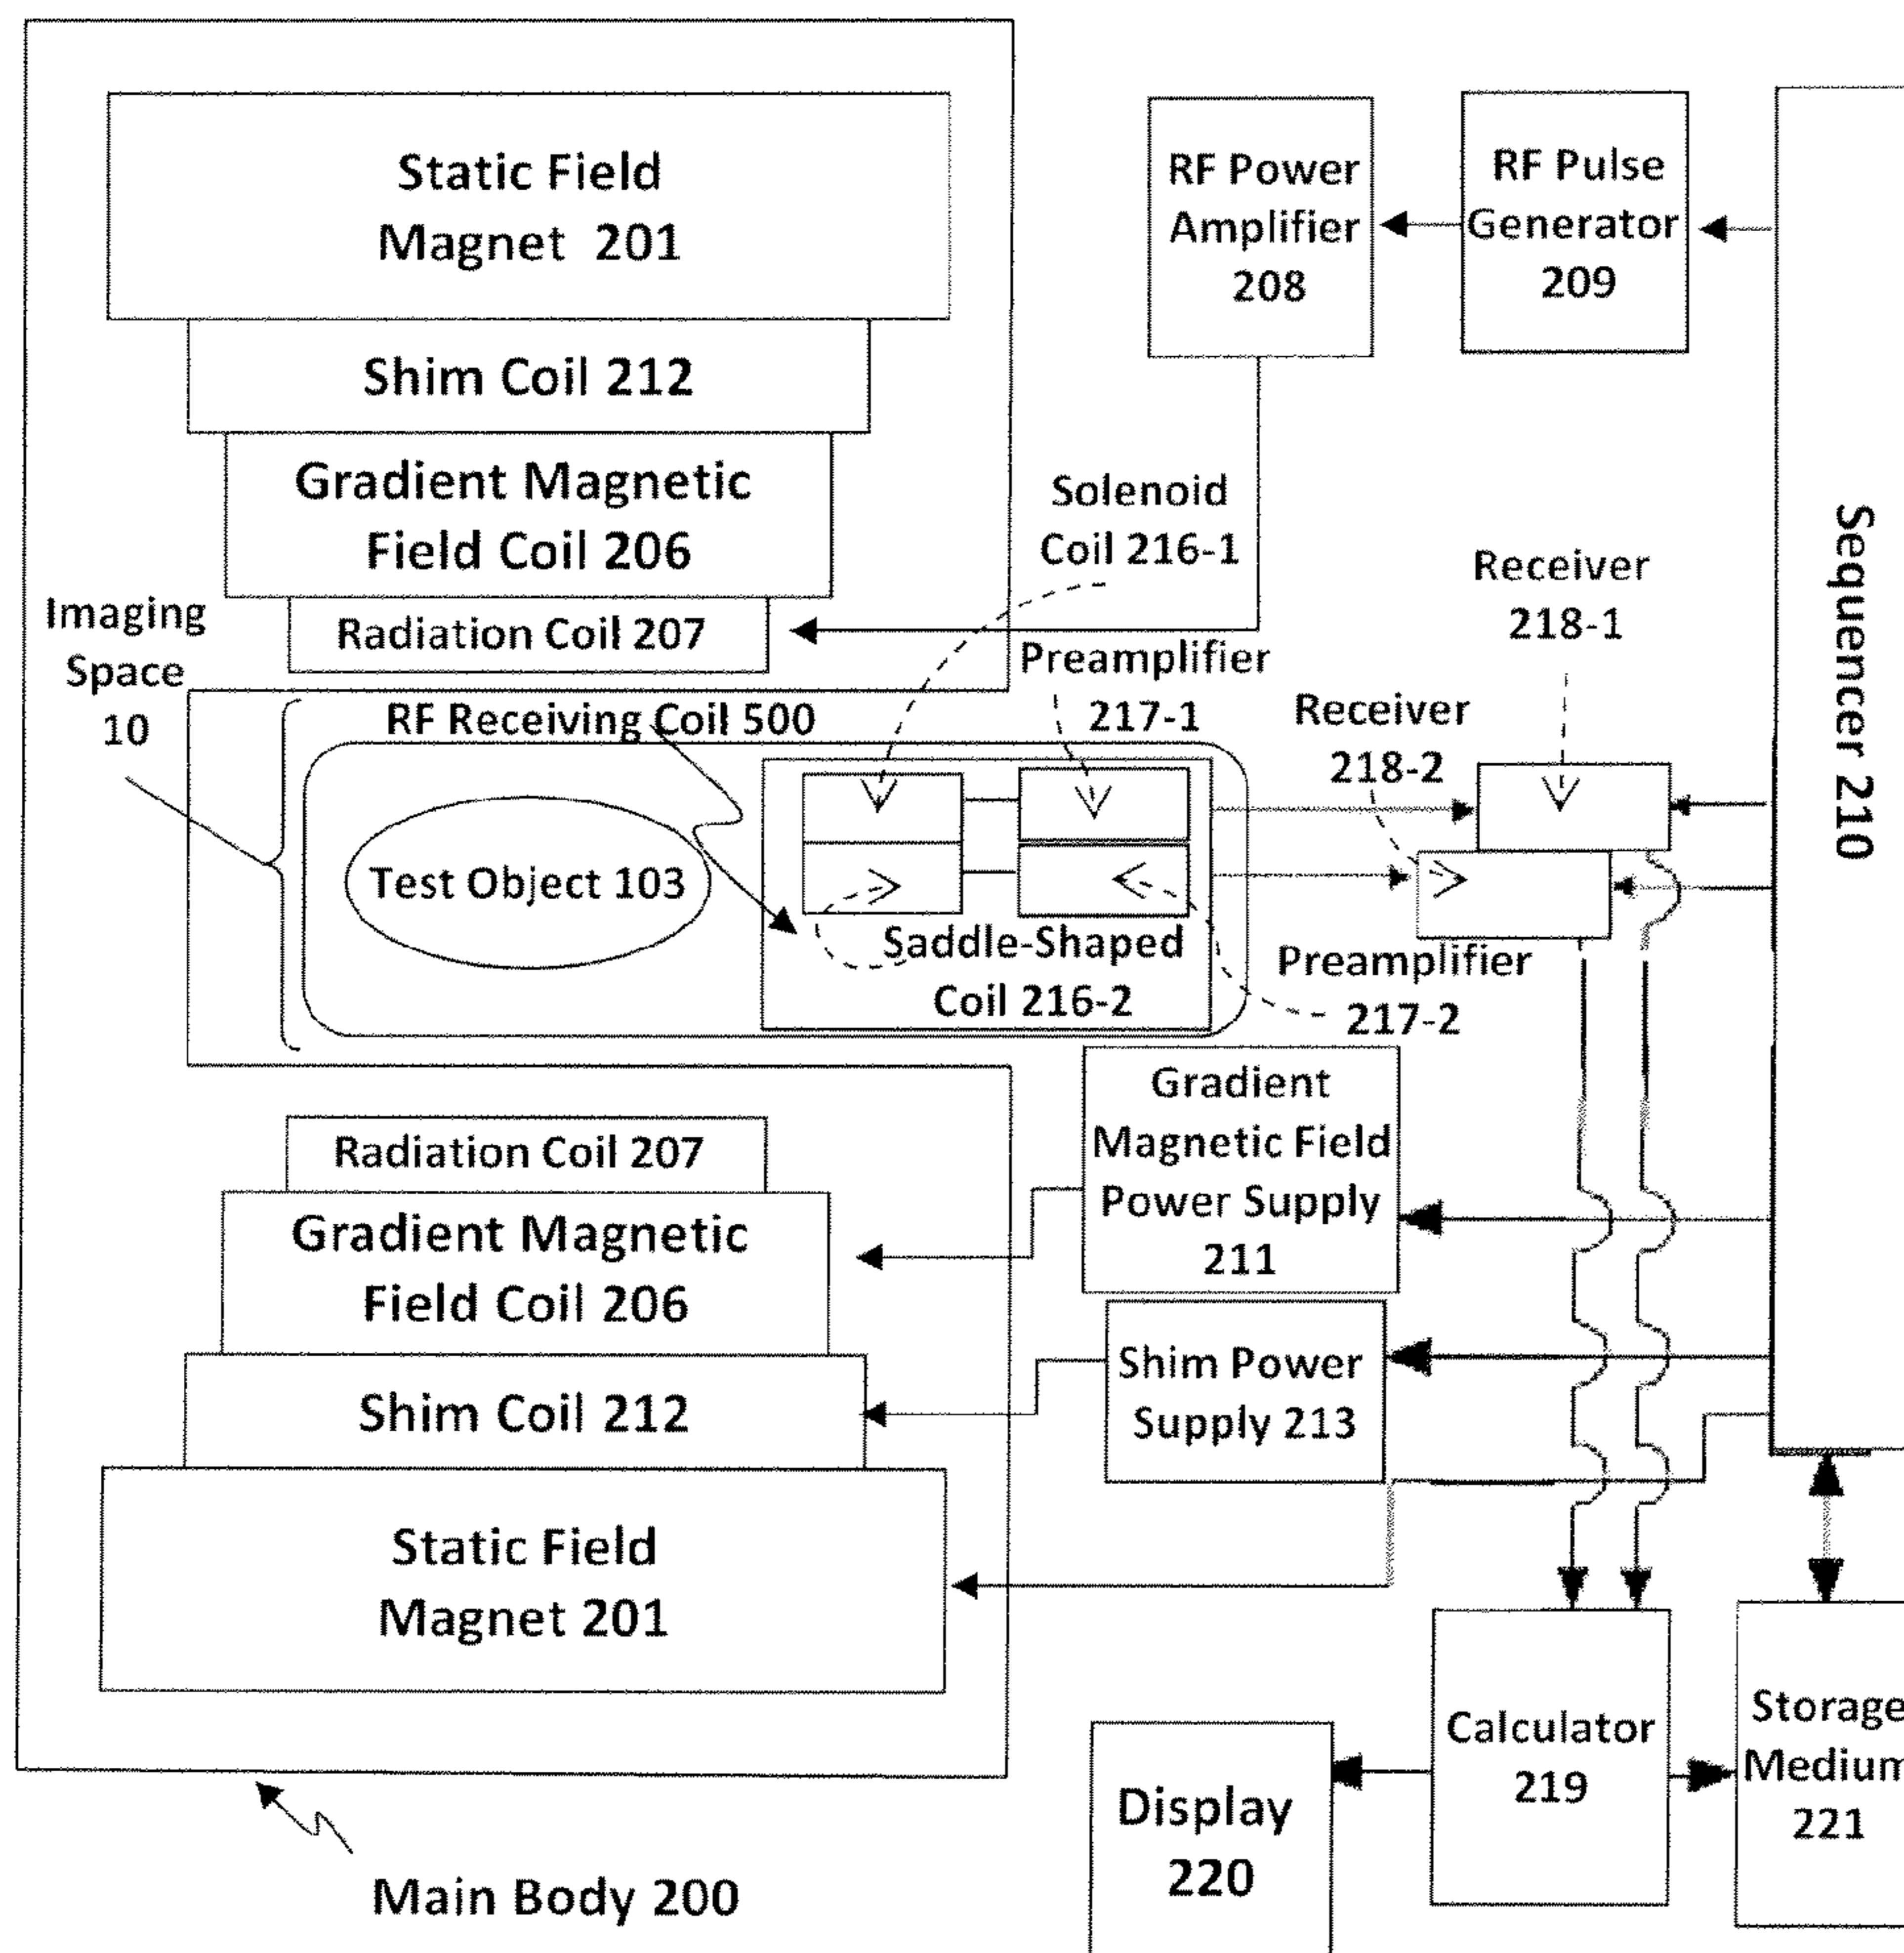 Static Field
Magnet 201
Shim Coil 212
Gradient Magnetic
Field Coil 206
Radiation Coil 207
Imaging
Space
10
RF Power
Amplifier
208
RF Pulse
Generator
209
Sequencer 210
Solenoid
Coil 216-1
Receiver
218-1
Preamplifier
217-1
Receiver
218-2
RF Receiving Coil 500
Test Object 103
Saddle-Shaped
Coil 216-2
Preamplifier
217-2
Radiation Coil 207
Gradient Magnetic
Field Coil 206
Shim Coil 212
Static Field
Magnet 201
Gradient
Magnetic Field
Power Supply
211
Shim Power
Supply 213
Calculator
219
Storage
Medium
221
Display
220
Main Body 200